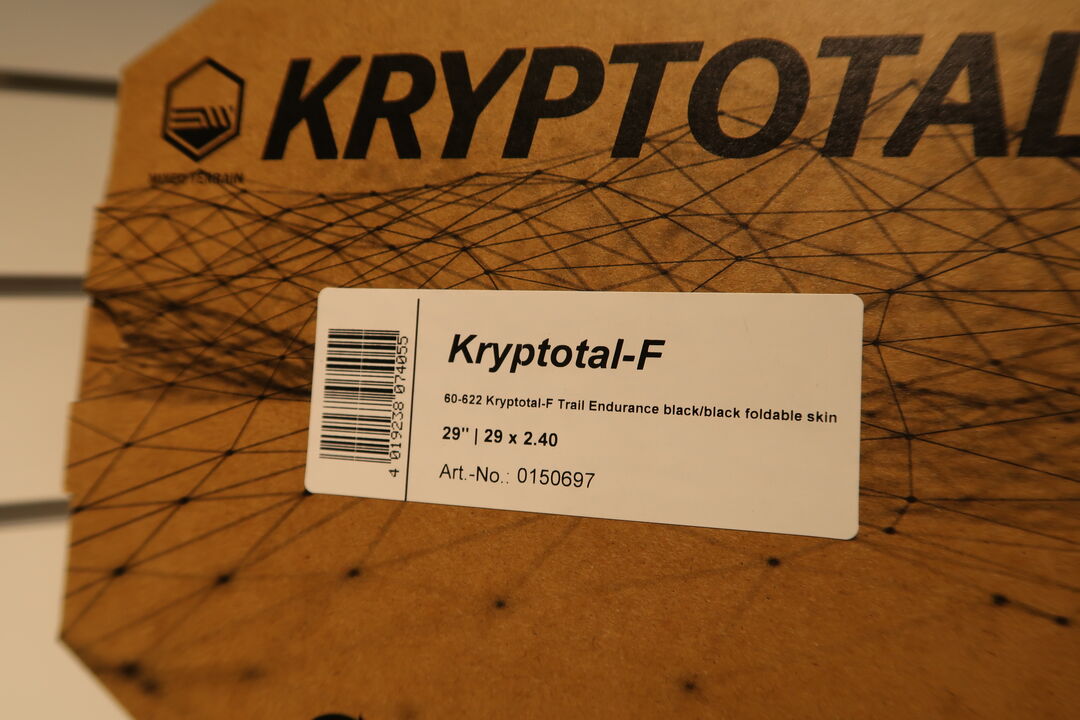 KRYPTOTAL
Kryptotal-F
60-622 Kryptotal-F Trail Endurance black/black foldable skin
29" | 29 x 2.40
Art.-No.: 0150697
4 019238 074055